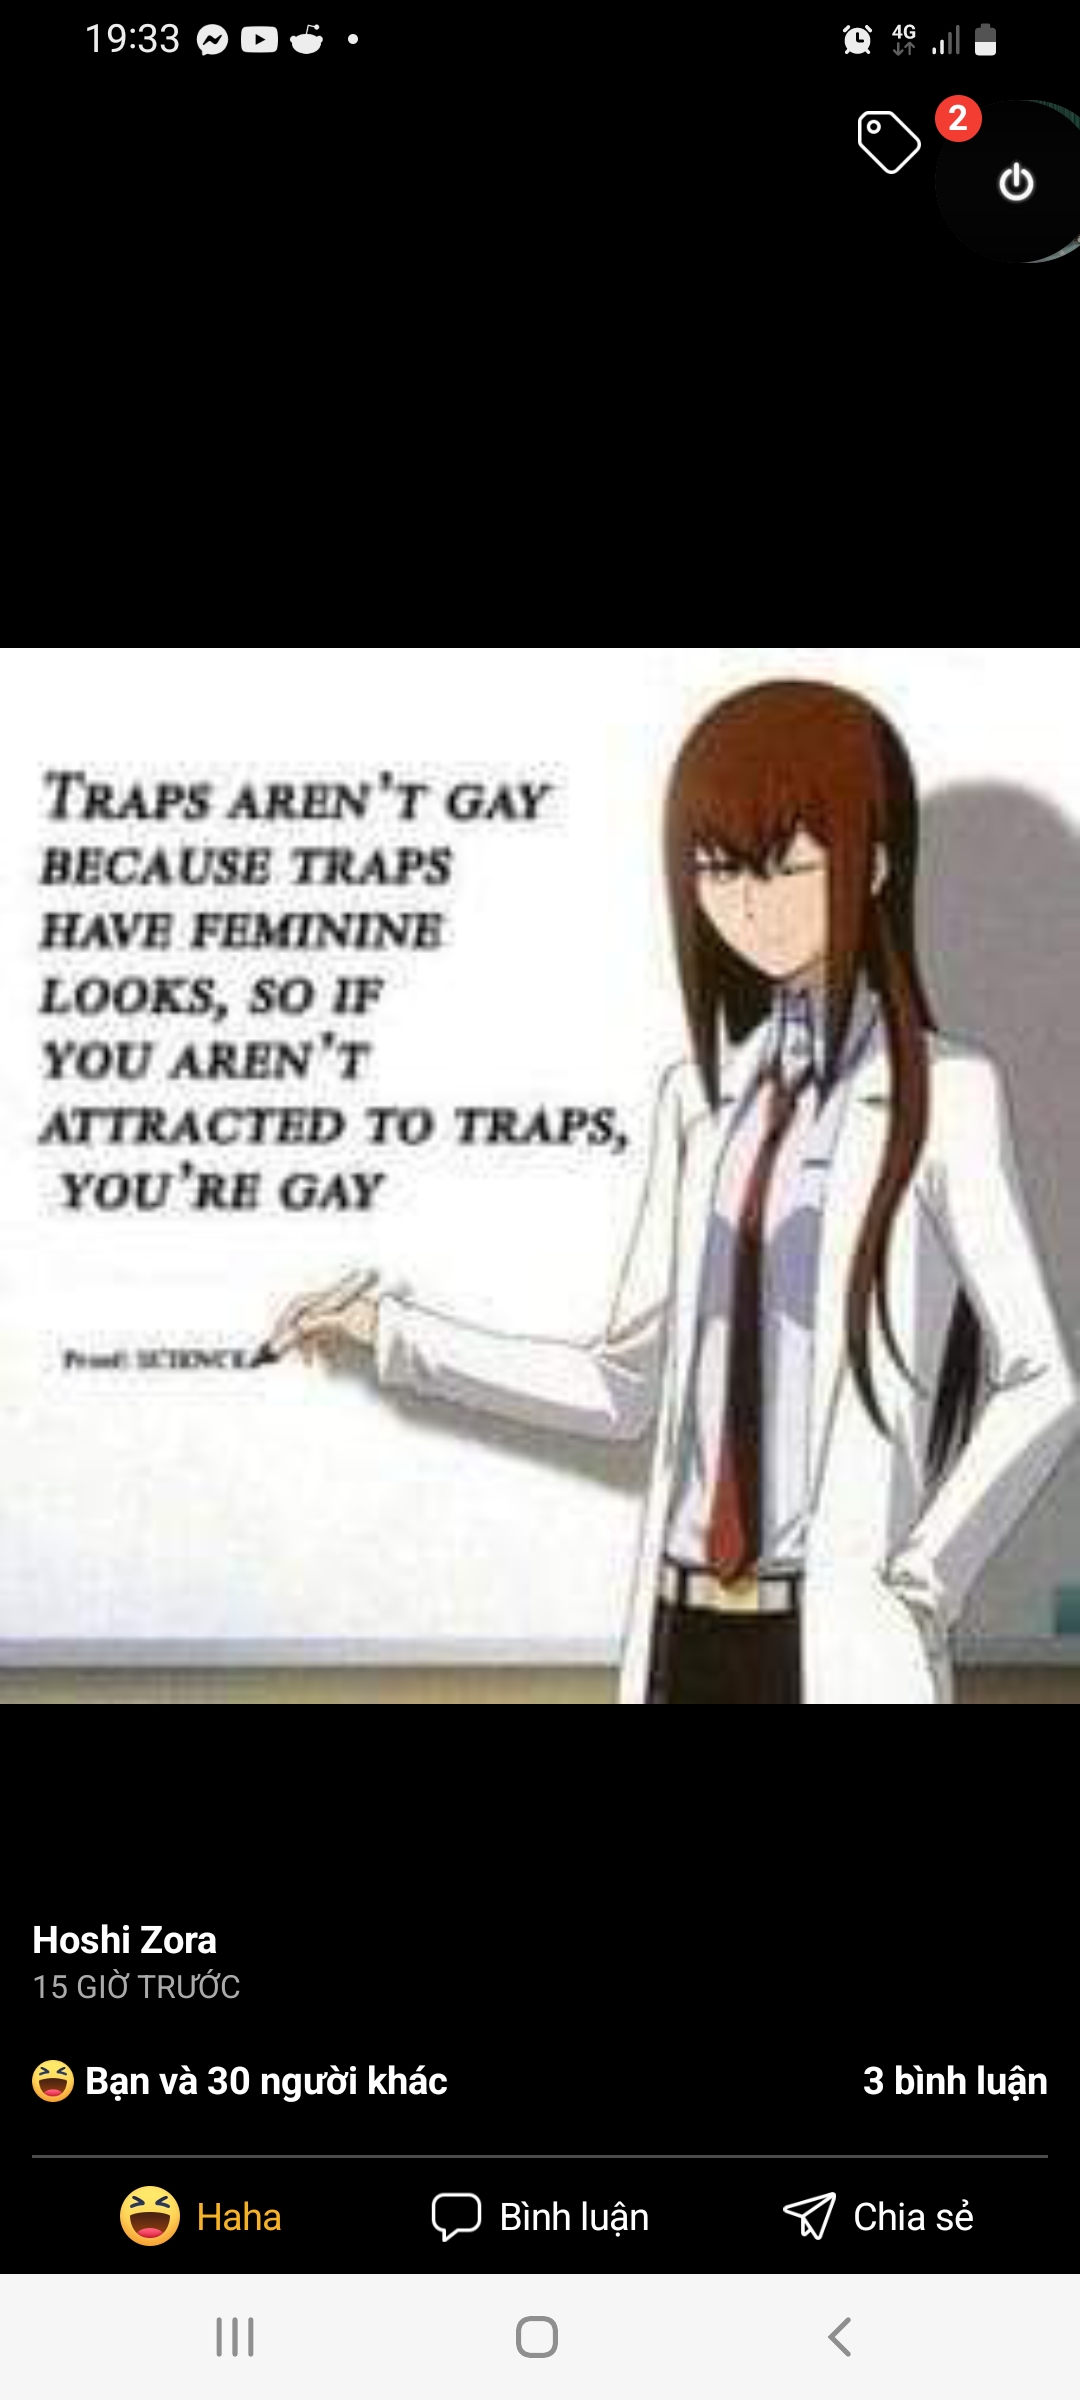 19:33
4G
2
TRAPS AREN'T GAY
BECAUSE TRAPS
HAVE FEMININE
LOOKS, SO IF
YOU AREN'T
ATTRACTED TO TRAPS,
YOU'RE GAY
Proof: SCIENCE
Hoshi Zora
15 GIỜ TRƯỚC
Bạn và 30 người khác
3 bình luận
Haha
Bình luận
Chia sẻ